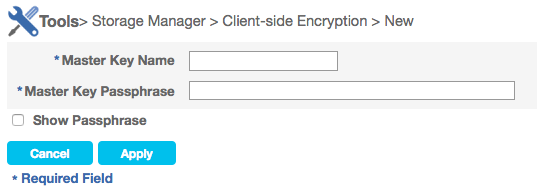 Tools> Storage Manager > Client-side Encryption > New
* Master Key Name
* Master Key Passphrase
Show Passphrase
Cancel Apply
* Required Field